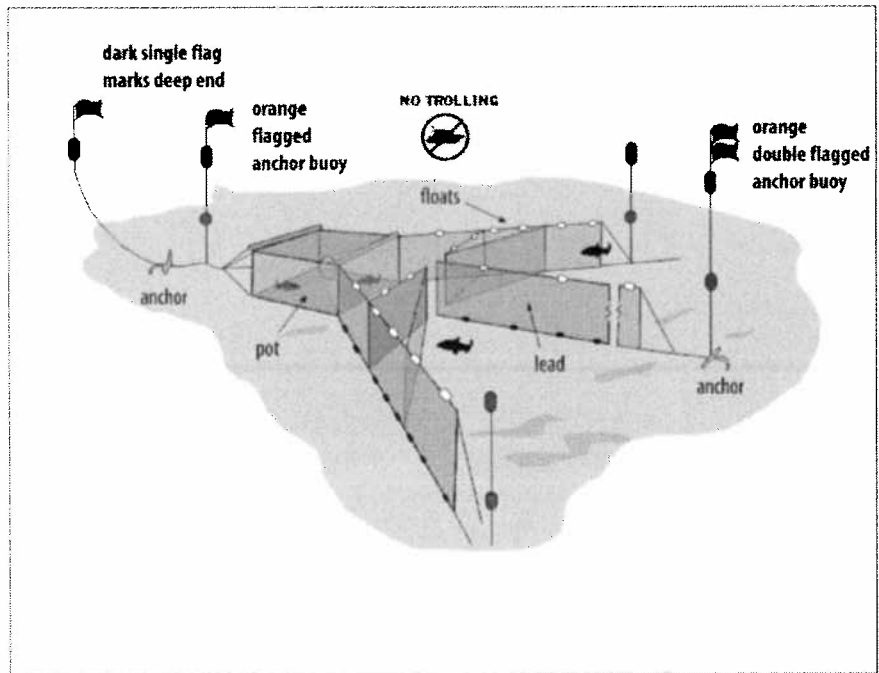 dark single flag
marks deep end
orange
flagged
anchor buoy
NO TROLLING
orange
double flagged
anchor buoy
floats
anchor
pot
lead
anchor